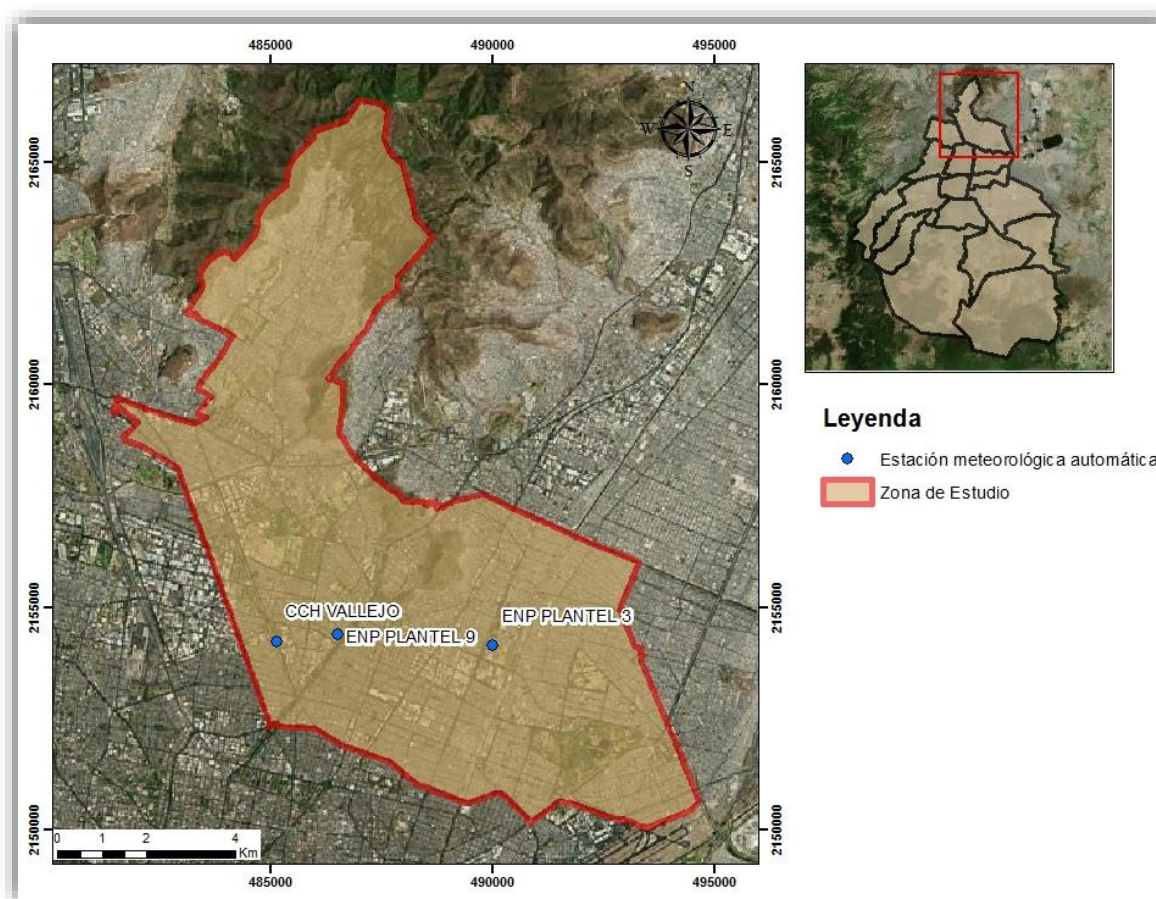 485000 490000 495000
N
W E
S
2165000 2165000
2160000 2160000
2155000 2155000
2150000 2150000
CCH VALLEJO
ENP PLANTEL 9
ENP PLANTEL 3
0 1 2 4
Km
485000 490000 495000
Leyenda
Estación meteorológica automática
Zona de Estudio